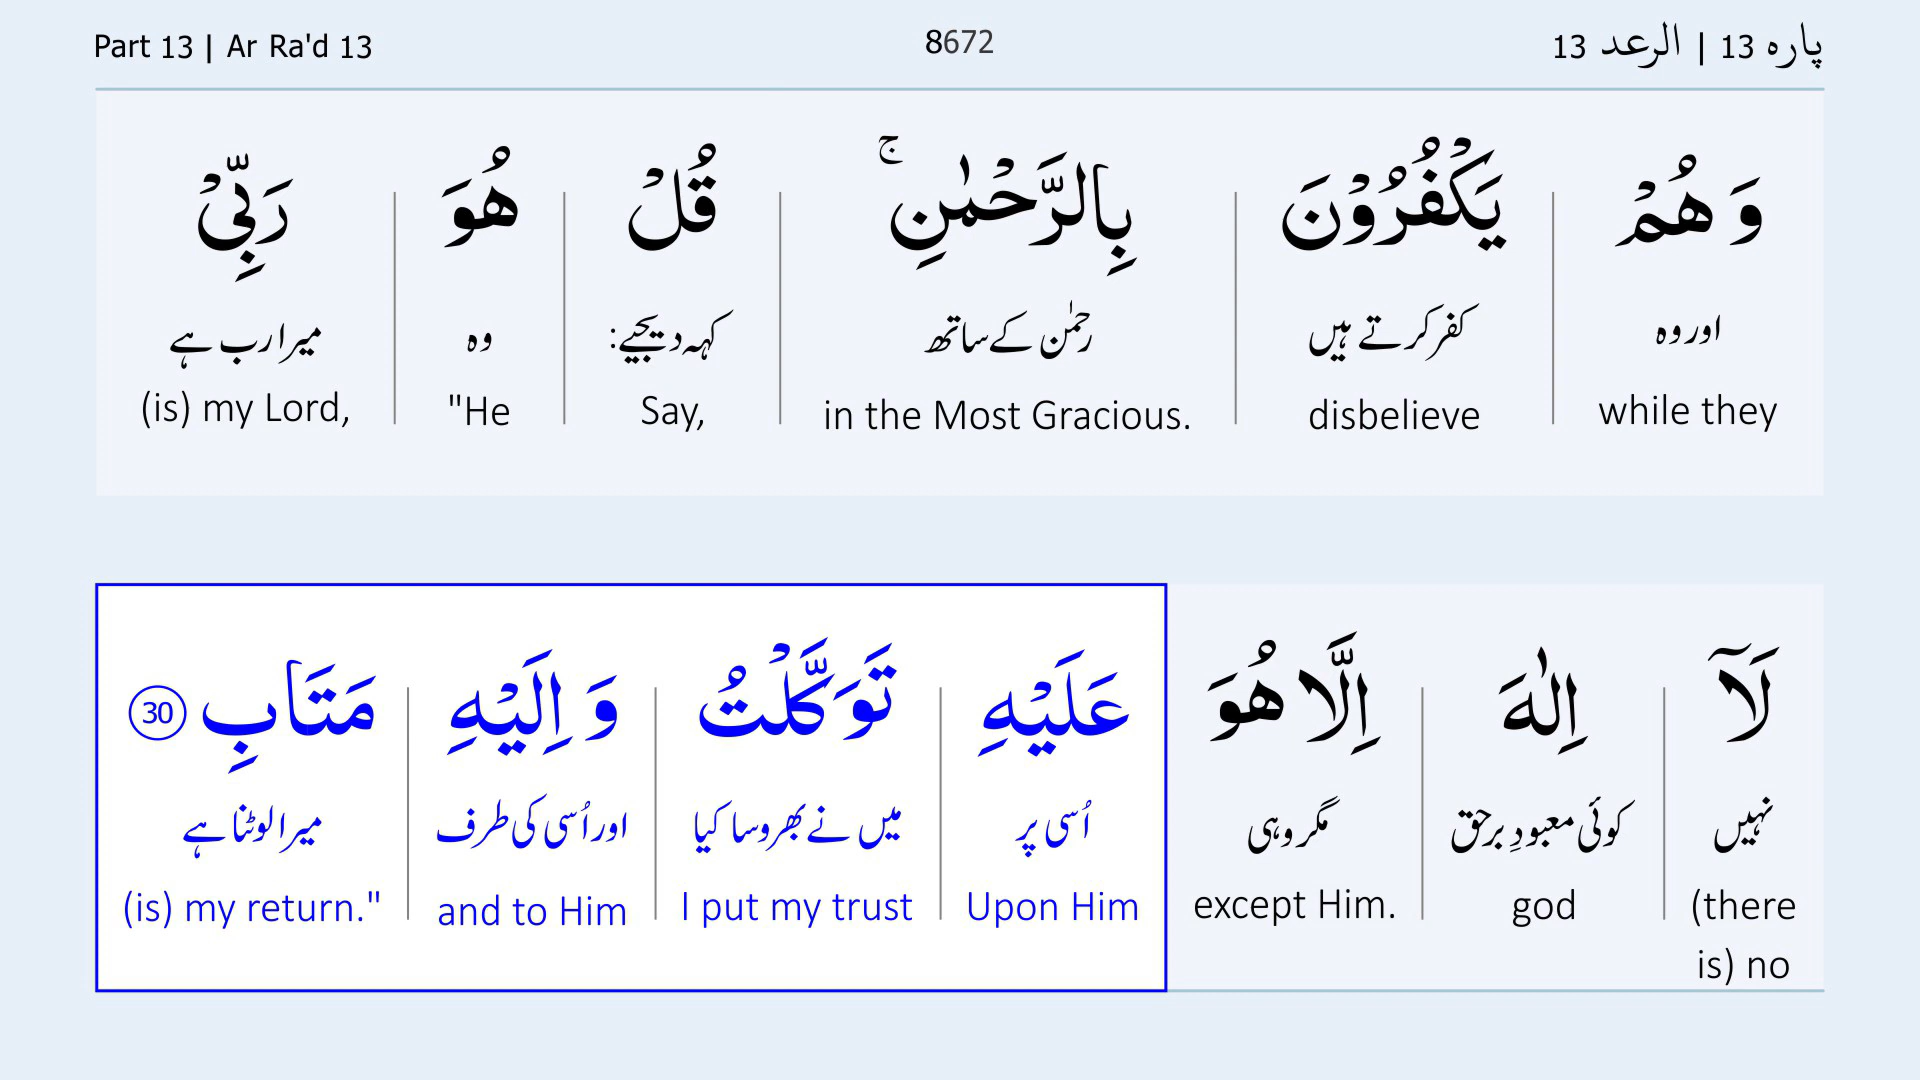 Part 13 | Ar Ra'd 13
8672
پارہ 13 | الرعد 13
وَ هُمْ يَكْفُرُوْنَ بِالرَّحْمٰنِ ۚ قُلْ هُوَ رَبِّيْ
اور وہ کفر کرتے ہیں رحمٰن کے ساتھ کہہ دیجیے: وہ میرا رب ہے
while they disbelieve in the Most Gracious. Say, "He (is) my Lord,
لَاۤ اِلٰهَ اِلَّا هُوَ عَلَيْهِ تَوَكَّلْتُ وَ اِلَيْهِ مَتَابِ 30
نہیں کوئی معبودِ برحق مگر وہی اُسی پر میں نے بھروسا کیا اور اُسی کی طرف میرا لوٹنا ہے
(there is) no god except Him. Upon Him I put my trust and to Him (is) my return."